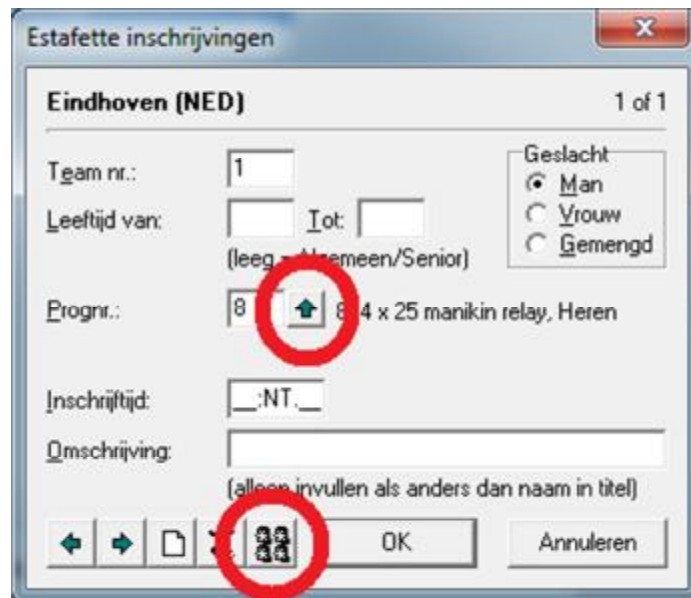 Estafette inschrijvingen
Eindhoven (NED) 1 of 1
Team nr.: 1
Geslacht
Man
Leeftijd van: Tot:
Vrouw
Gemengd
(leeg = Algemeen/Senior)
Prognr.: 8 4 x 25 manikin relay, Heren
Inschrijftijd: __:NT.__
Omschrijving:
(alleen invullen als anders dan naam in titel)
OK Annuleren